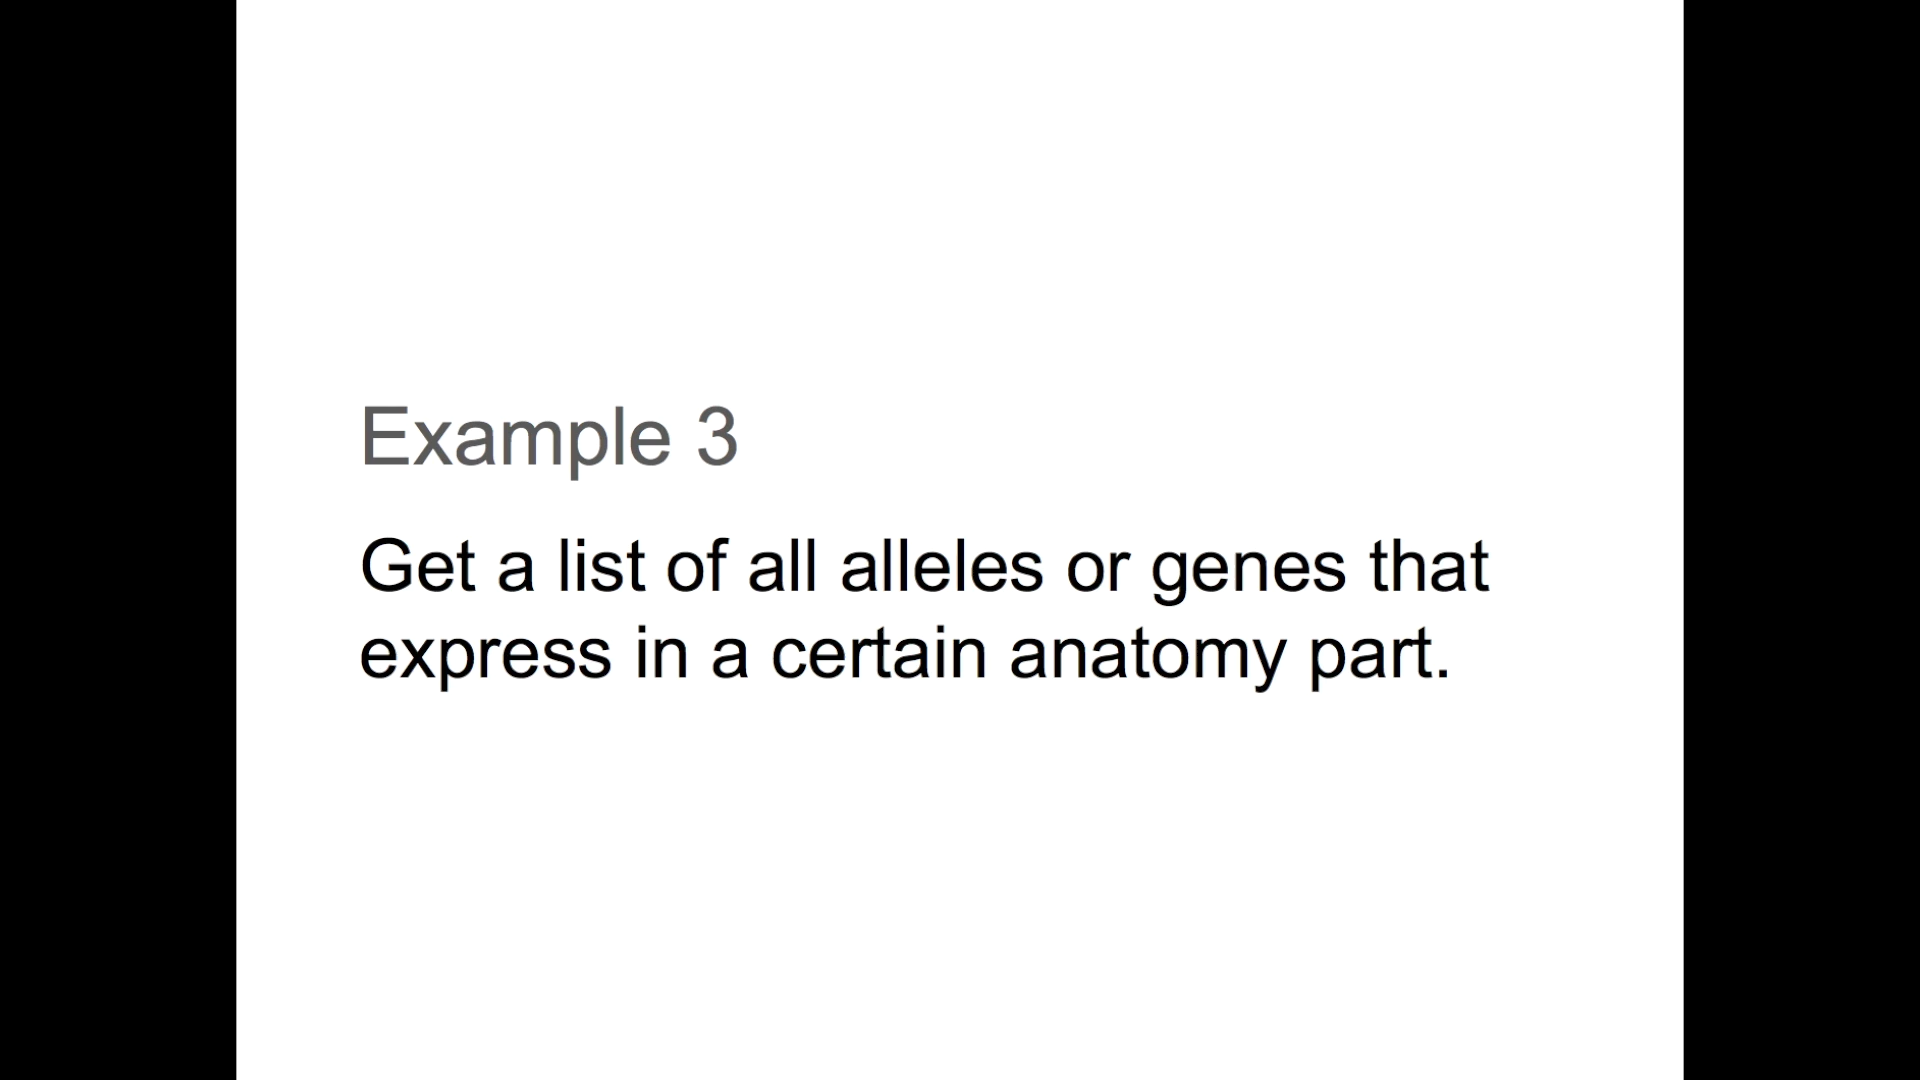 Example 3
Get a list of all alleles or genes that
express in a certain anatomy part.